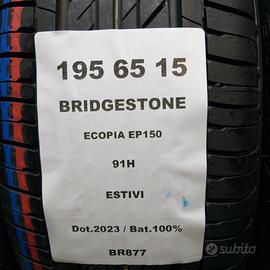 195 65 15
BRIDGESTONE
ECOPIA EP150
91H
ESTIVI
Dot.2023 / Bat.100%
BR877
subito